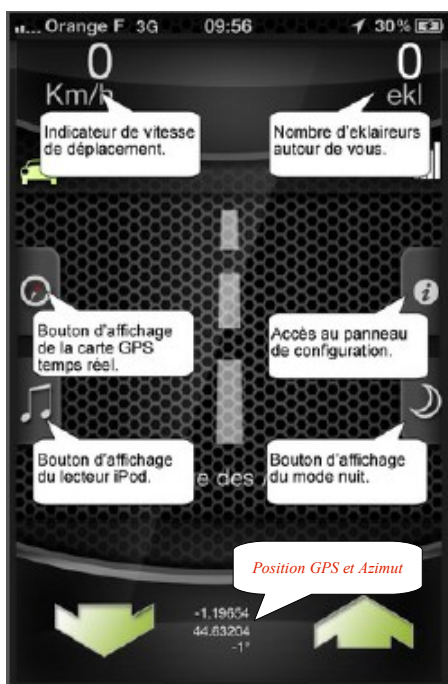 Orange F 3G 09:56 30 %
0 0
Km/h ekl
Indicateur de vitesse
de déplacement.
Nombre d'eklaireurs
autour de vous.
Bouton d'affichage
de la carte GPS
temps réel.
Accès au panneau
de configuration.
Bouton d'affichage
du lecteur iPod.
Bouton d'affichage
du mode nuit.
e des
Position GPS et Azimut
-1,19654
44,63204
-1°